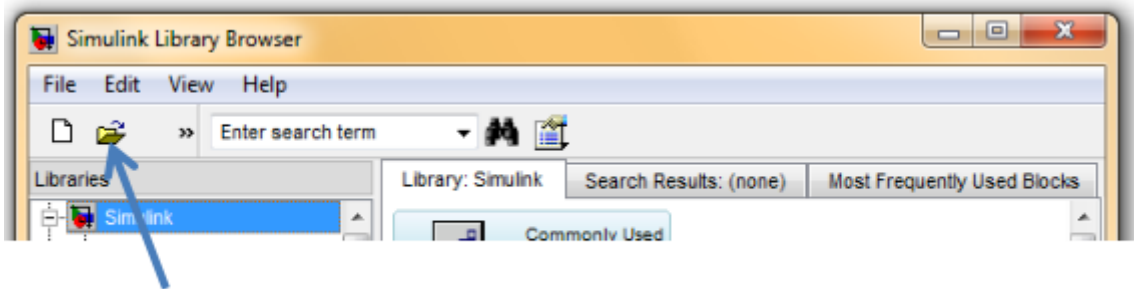 Simulink Library Browser
File Edit View Help
» Enter search term
Libraries
Library: Simulink Search Results: (none) Most Frequently Used Blocks
Simulink
Commonly Used